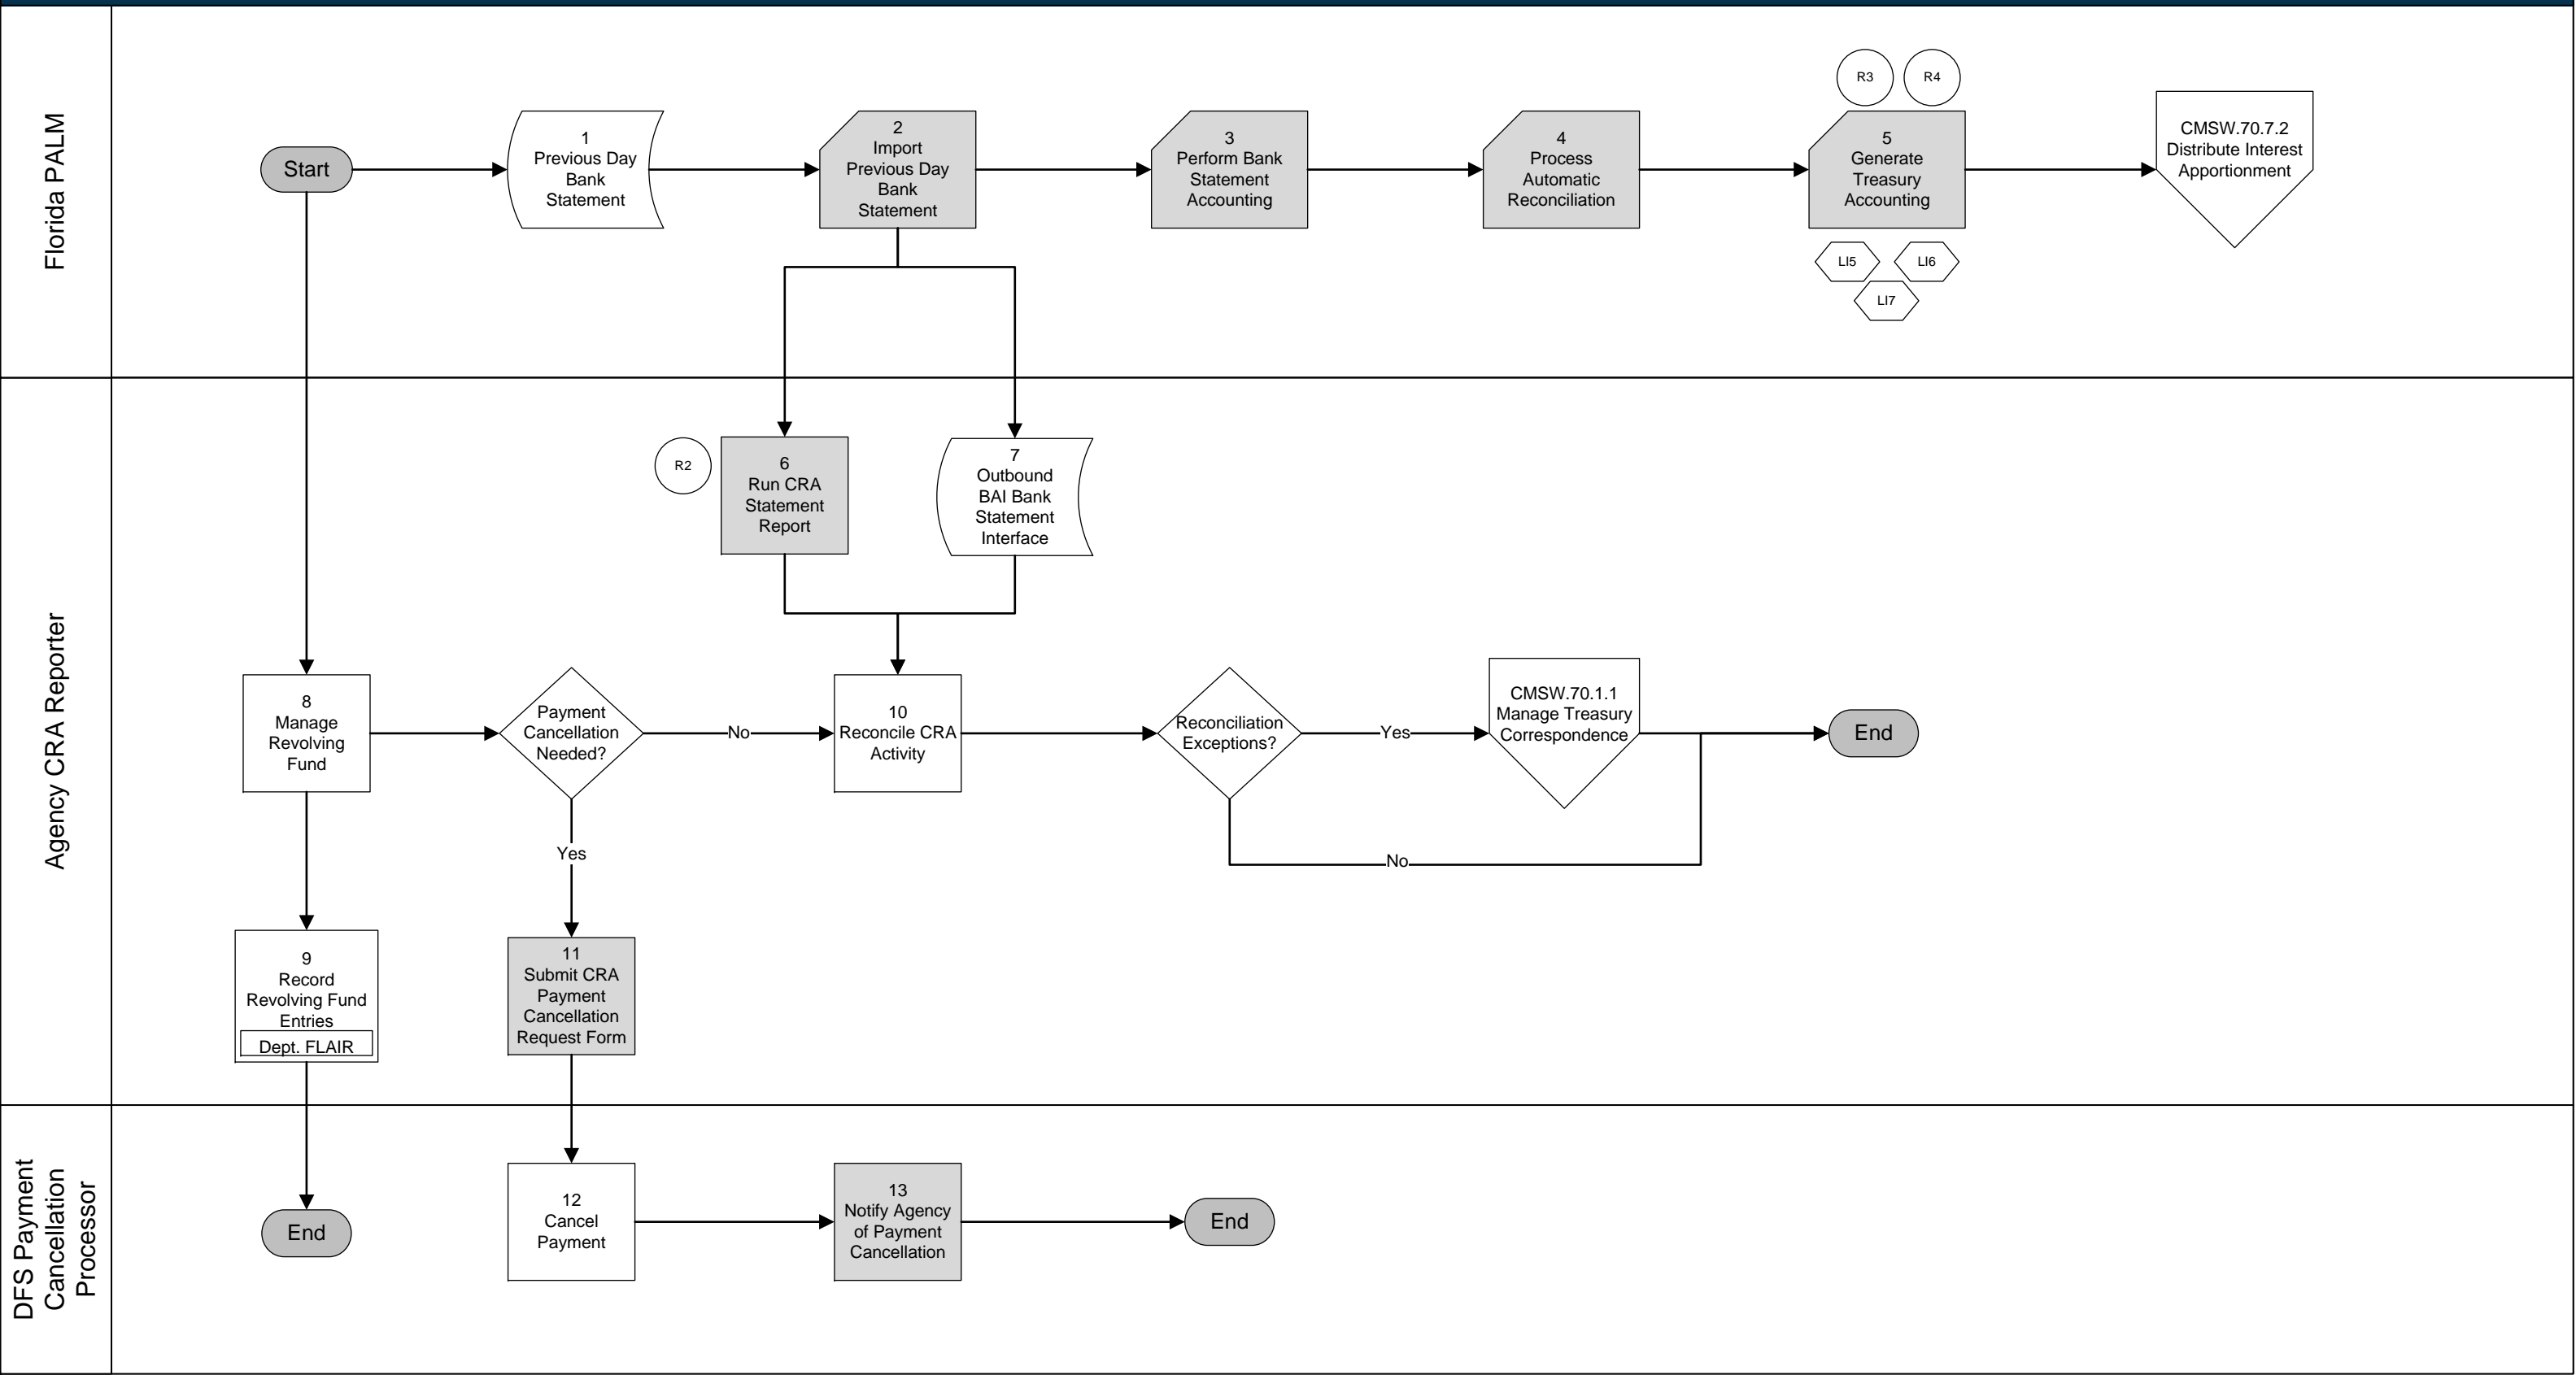 Florida PALM
Start
1
Previous Day
Bank
Statement
2
Import
Previous Day
Bank
Statement
3
Perform Bank
Statement
Accounting
4
Process
Automatic
Reconciliation
R3
R4
5
Generate
Treasury
Accounting
LI5
LI6
LI7
CMSW.70.7.2
Distribute Interest
Apportionment
Agency CRA Reporter
R2
6
Run CRA
Statement
Report
7
Outbound
BAI Bank
Statement
Interface
8
Manage
Revolving
Fund
Payment
Cancellation
Needed?
No
10
Reconcile CRA
Activity
Reconciliation
Exceptions?
Yes
CMSW.70.1.1
Manage Treasury
Correspondence
End
No
Yes
9
Record
Revolving Fund
Entries
Dept. FLAIR
11
Submit CRA
Payment
Cancellation
Request Form
DFS Payment
Cancellation
Processor
End
12
Cancel
Payment
13
Notify Agency
of Payment
Cancellation
End